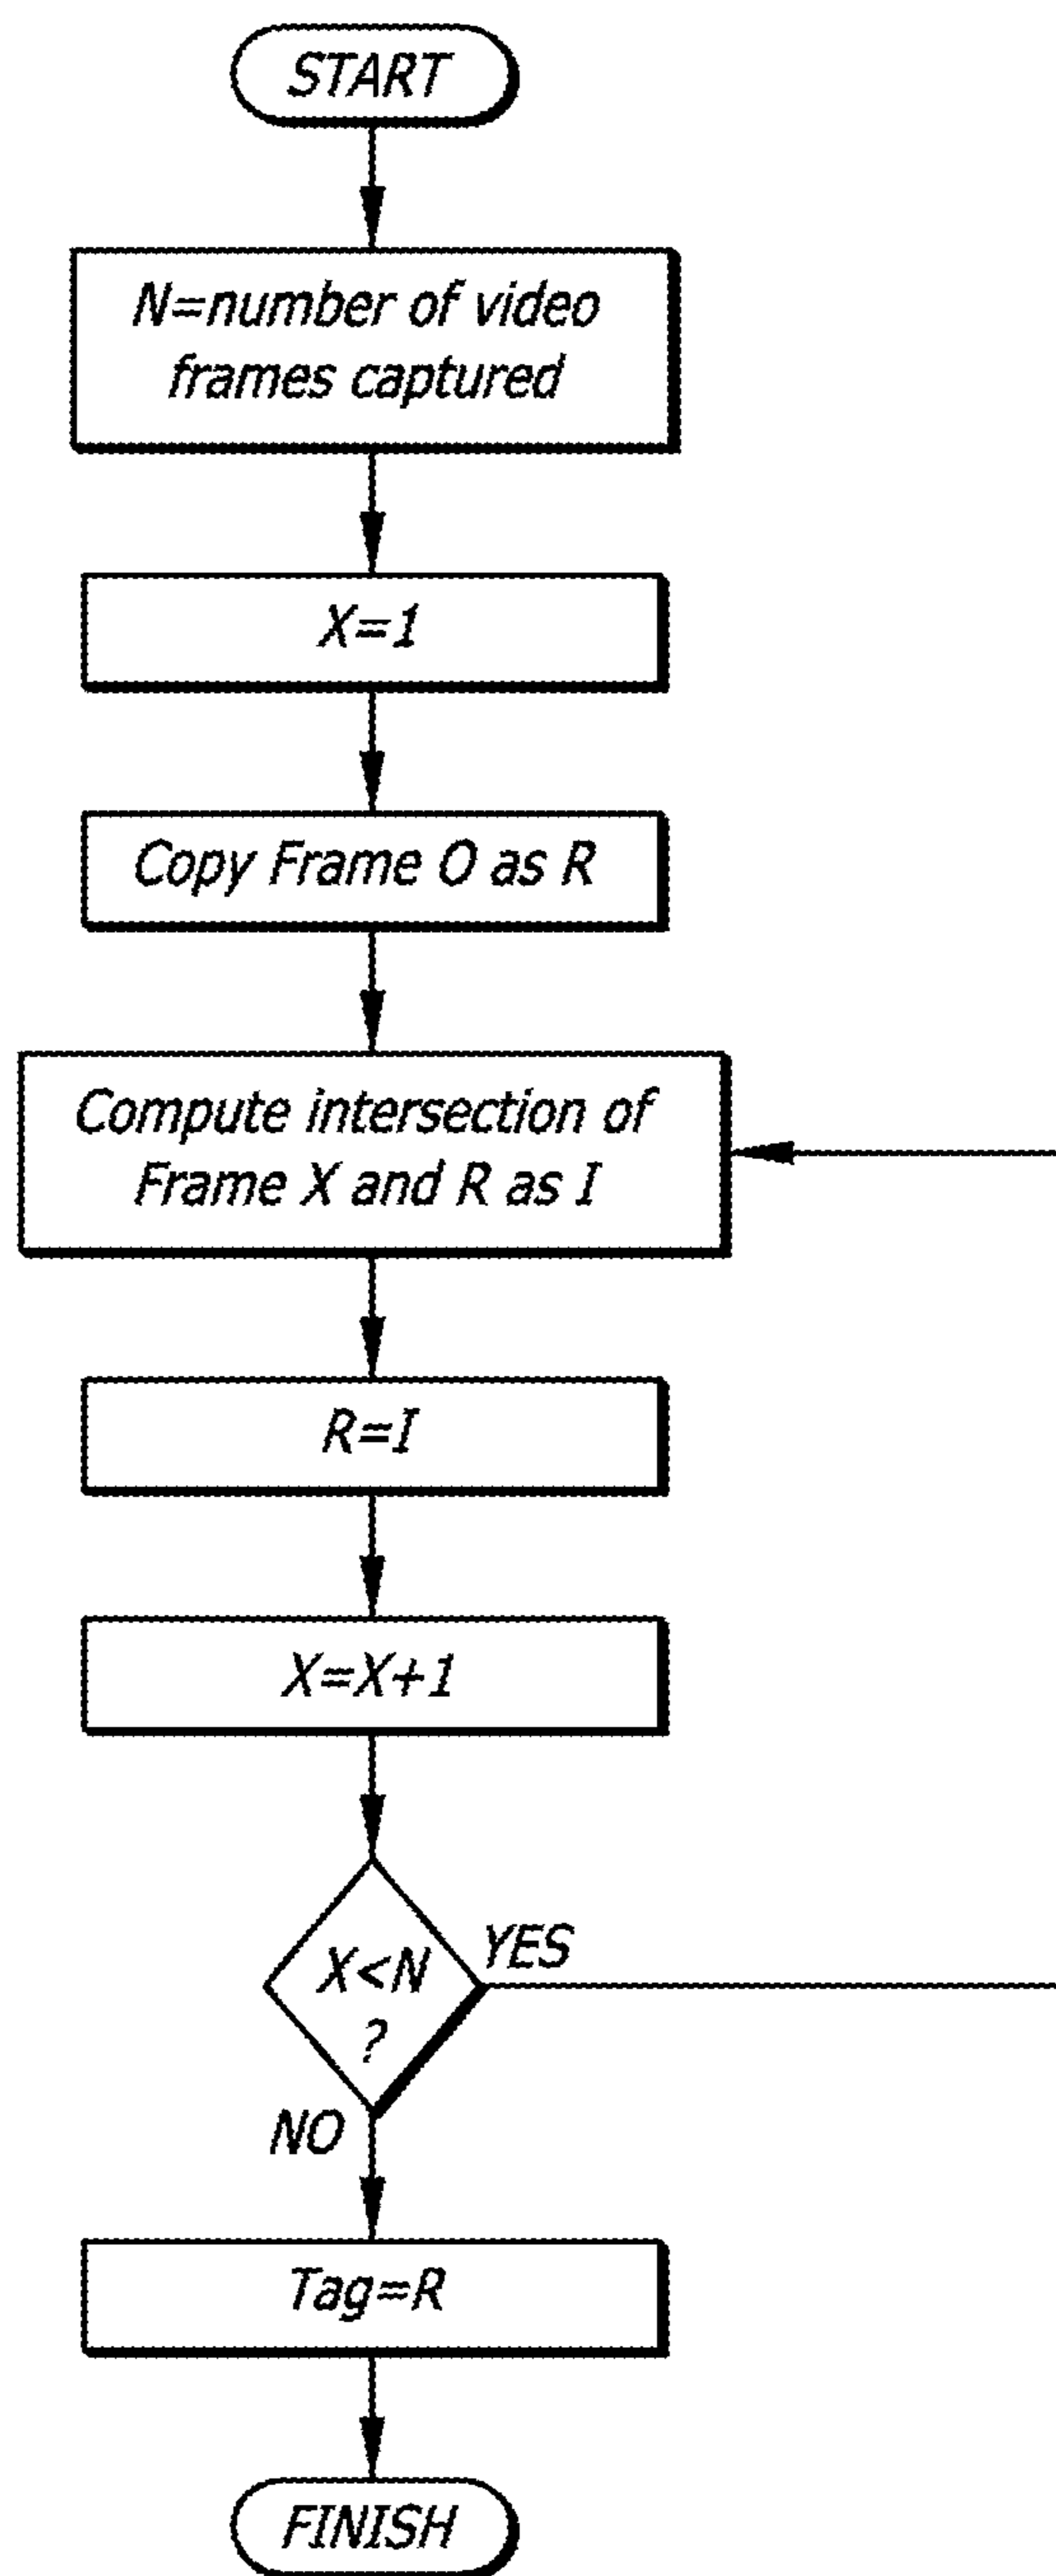 START
N=number of video
frames captured
X=1
Copy Frame O as R
Compute intersection of
Frame X and R as I
R=I
X=X+1
X<N
?
YES
NO
Tag=R
FINISH